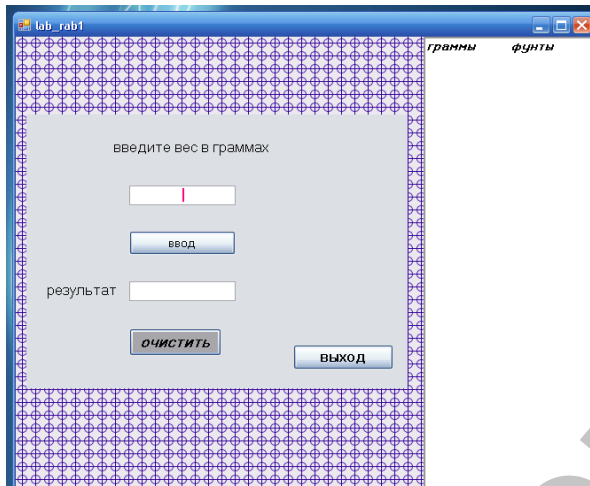 lab_rab1
граммы фунты
введите вес в граммах
ввод
результат
очистить
выход